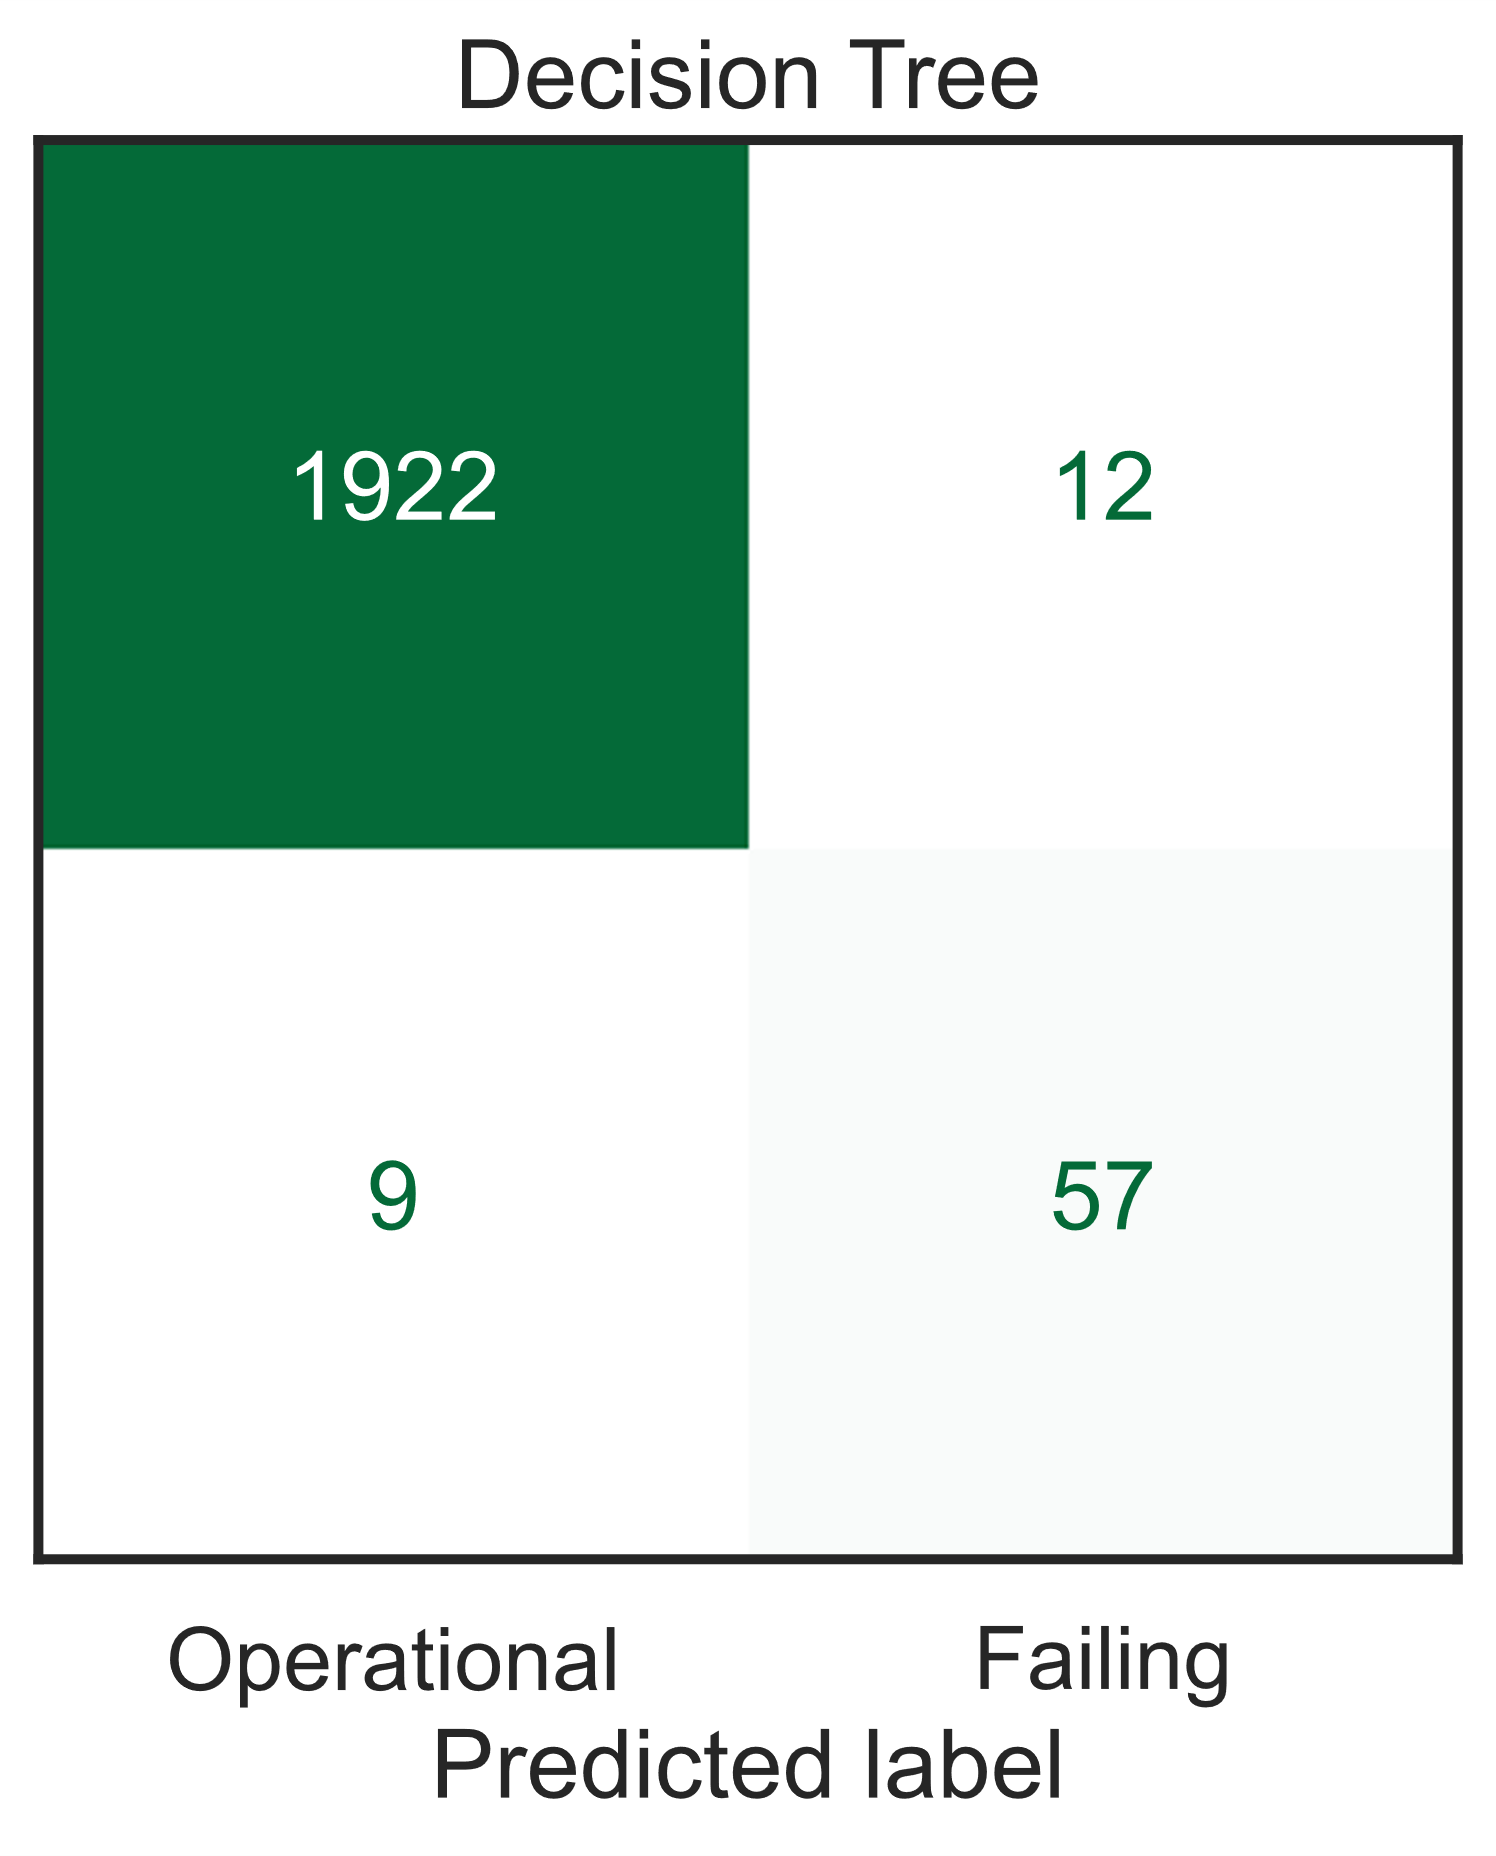 Decision Tree
1922 12
9 57
Operational Failing
Predicted label